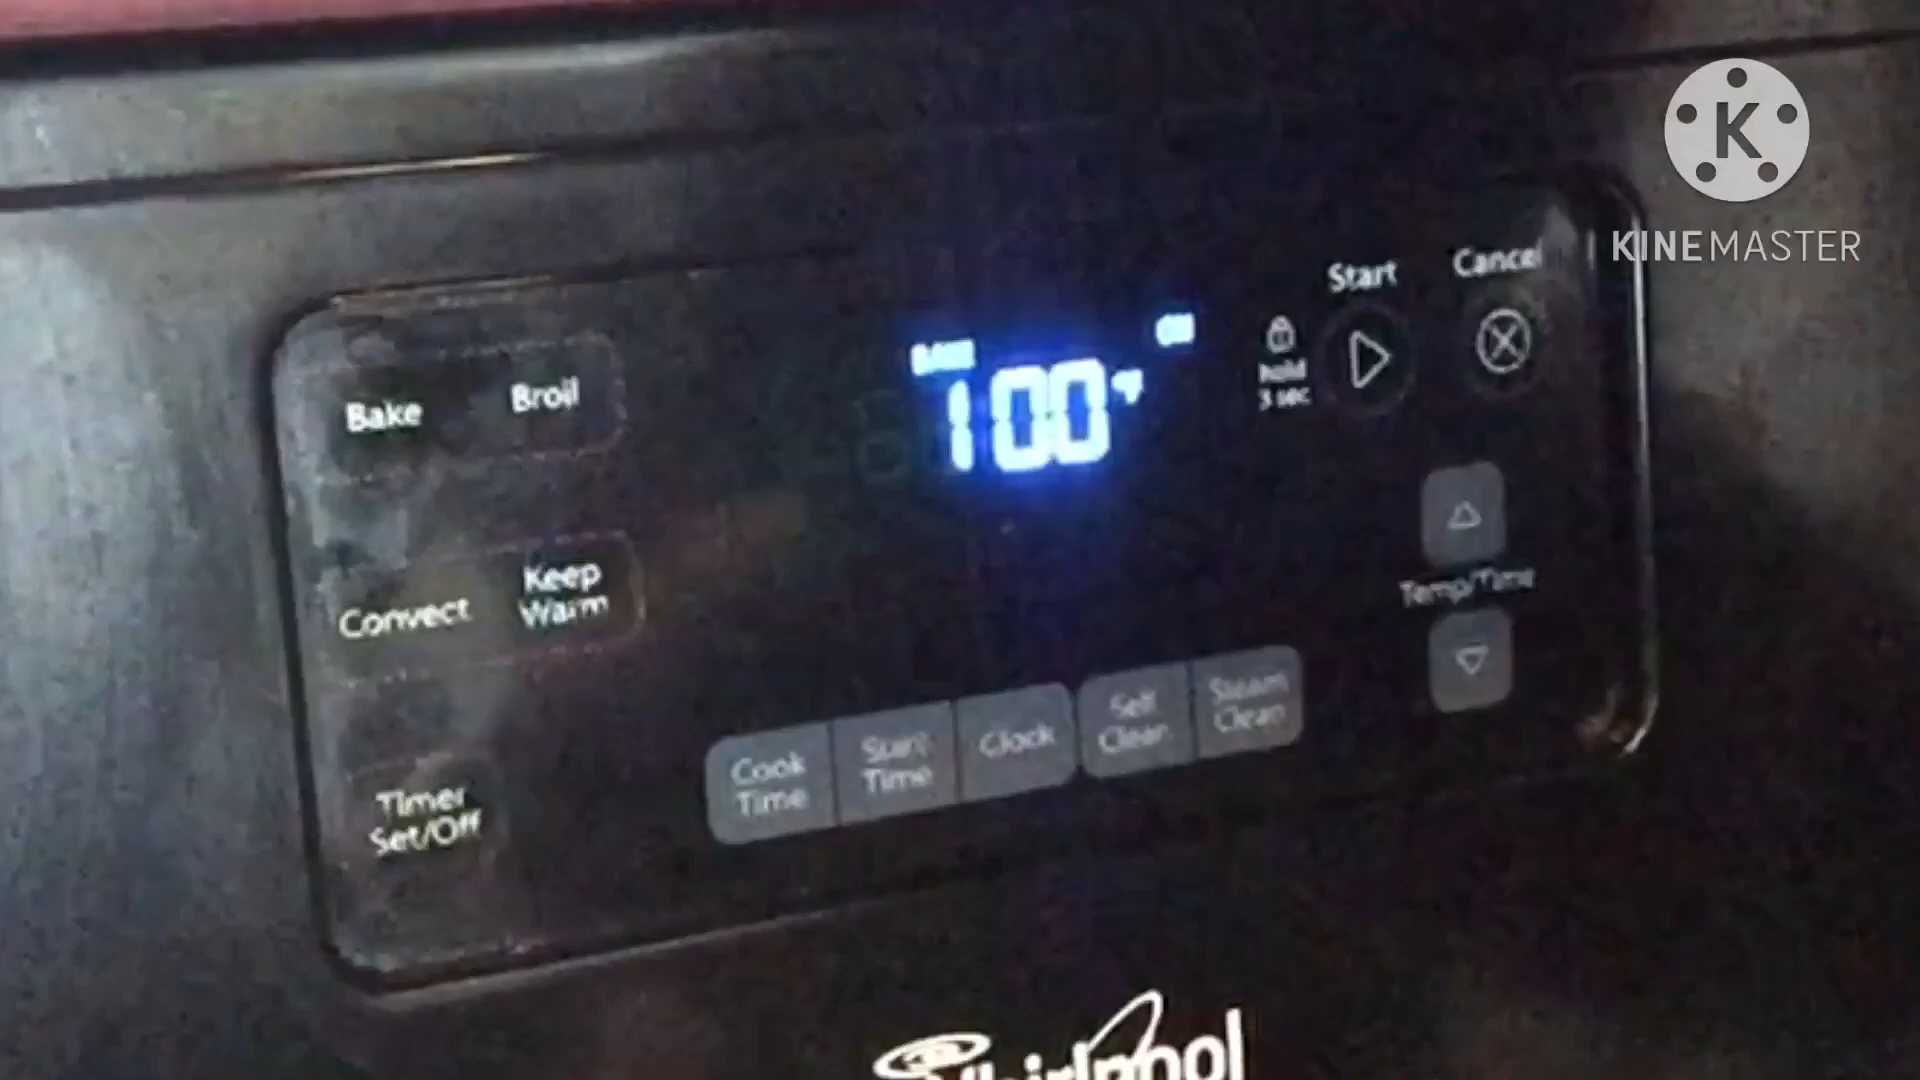 K
KINEMASTER
Start
Cancel
BAKE
ON
100°F
hold
3 sec
Bake
Broil
Keep
Warm
Convect
Temp/Time
Cook
Time
Start
Time
Clock
Self
Clean
Steam
Clean
Timer
Set/Off
Whirlpool